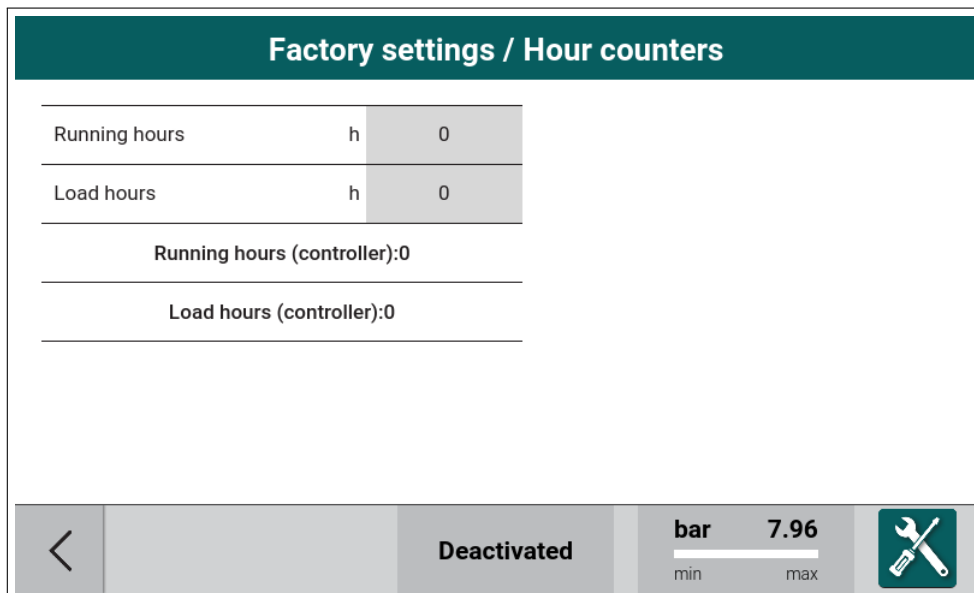 Factory settings / Hour counters
Running hours h 0
Load hours h 0
Running hours (controller):0
Load hours (controller):0
Deactivated
bar 7.96
min max